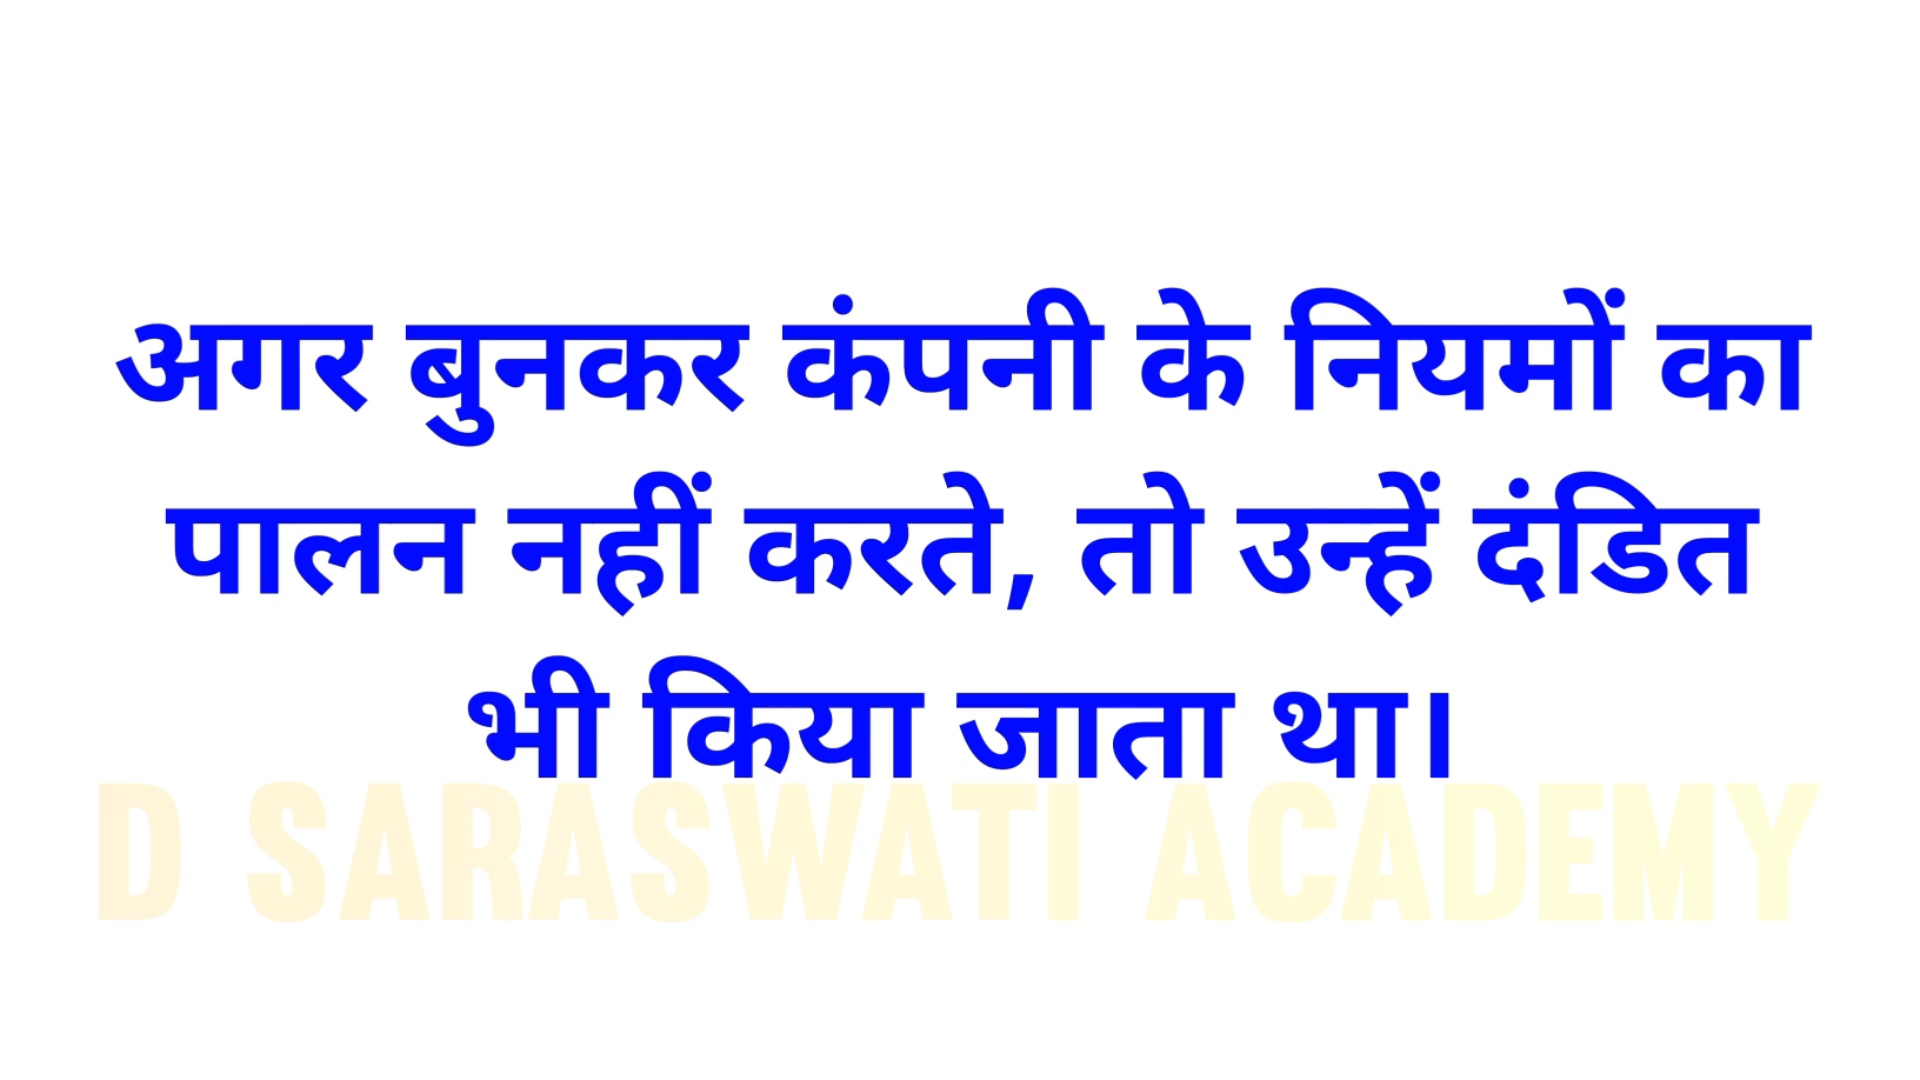 अगर बुनकर कंपनी के नियमों का
पालन नहीं करते, तो उन्हें दंडित
भी किया जाता था।
D SARASWATI ACADEMY